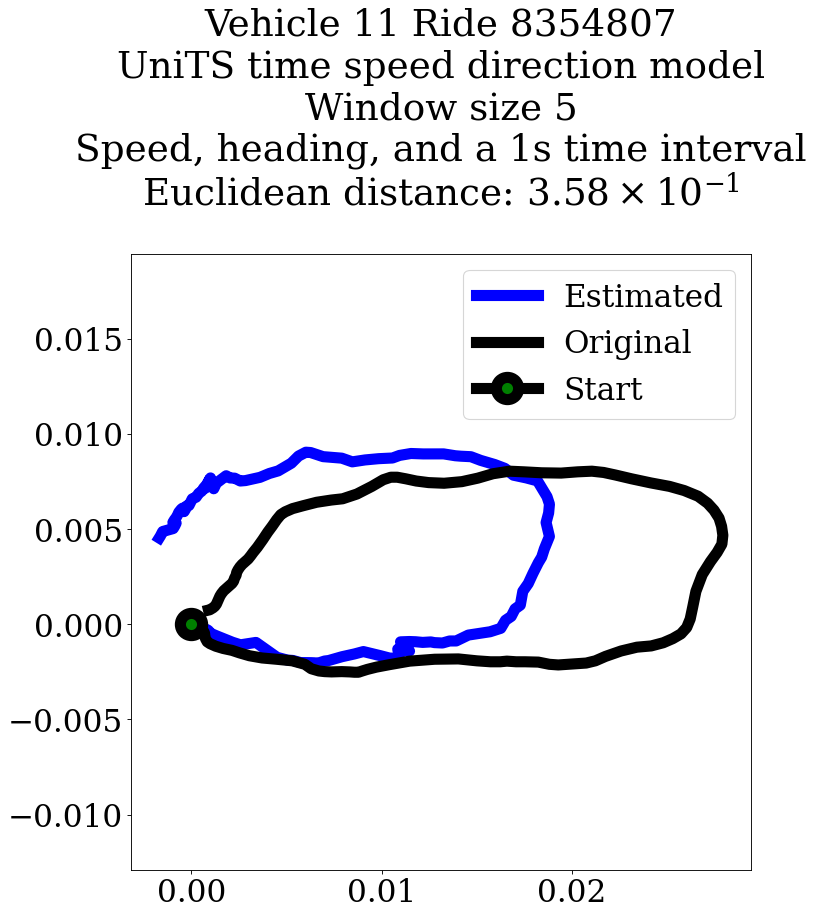 Vehicle 11 Ride 8354807
UniTS time speed direction model
Window size 5
Speed, heading, and a 1s time interval
Euclidean distance: 3.58 × 10⁻¹
Estimated
Original
Start
0.015
0.010
0.005
0.000
−0.005
−0.010
0.00 0.01 0.02